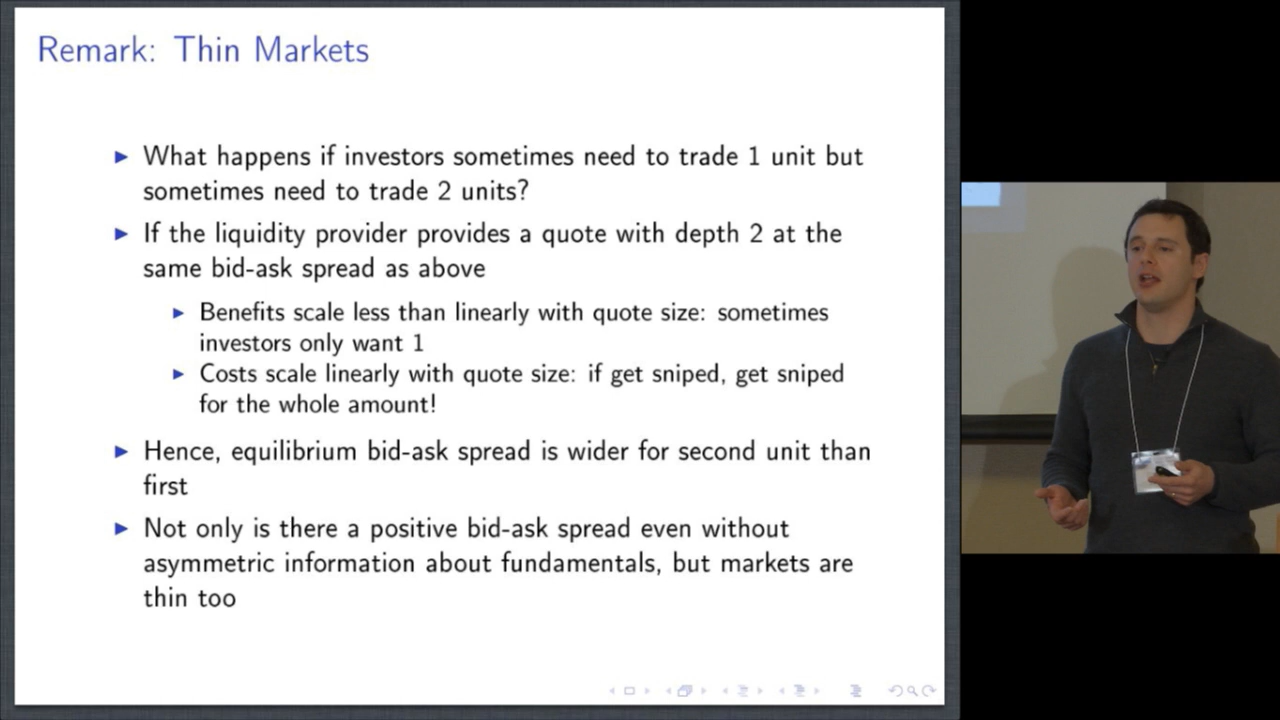 Remark: Thin Markets
What happens if investors sometimes need to trade 1 unit but
sometimes need to trade 2 units?
If the liquidity provider provides a quote with depth 2 at the
same bid-ask spread as above
Benefits scale less than linearly with quote size: sometimes
investors only want 1
Costs scale linearly with quote size: if get sniped, get sniped
for the whole amount!
Hence, equilibrium bid-ask spread is wider for second unit than
first
Not only is there a positive bid-ask spread even without
asymmetric information about fundamentals, but markets are
thin too